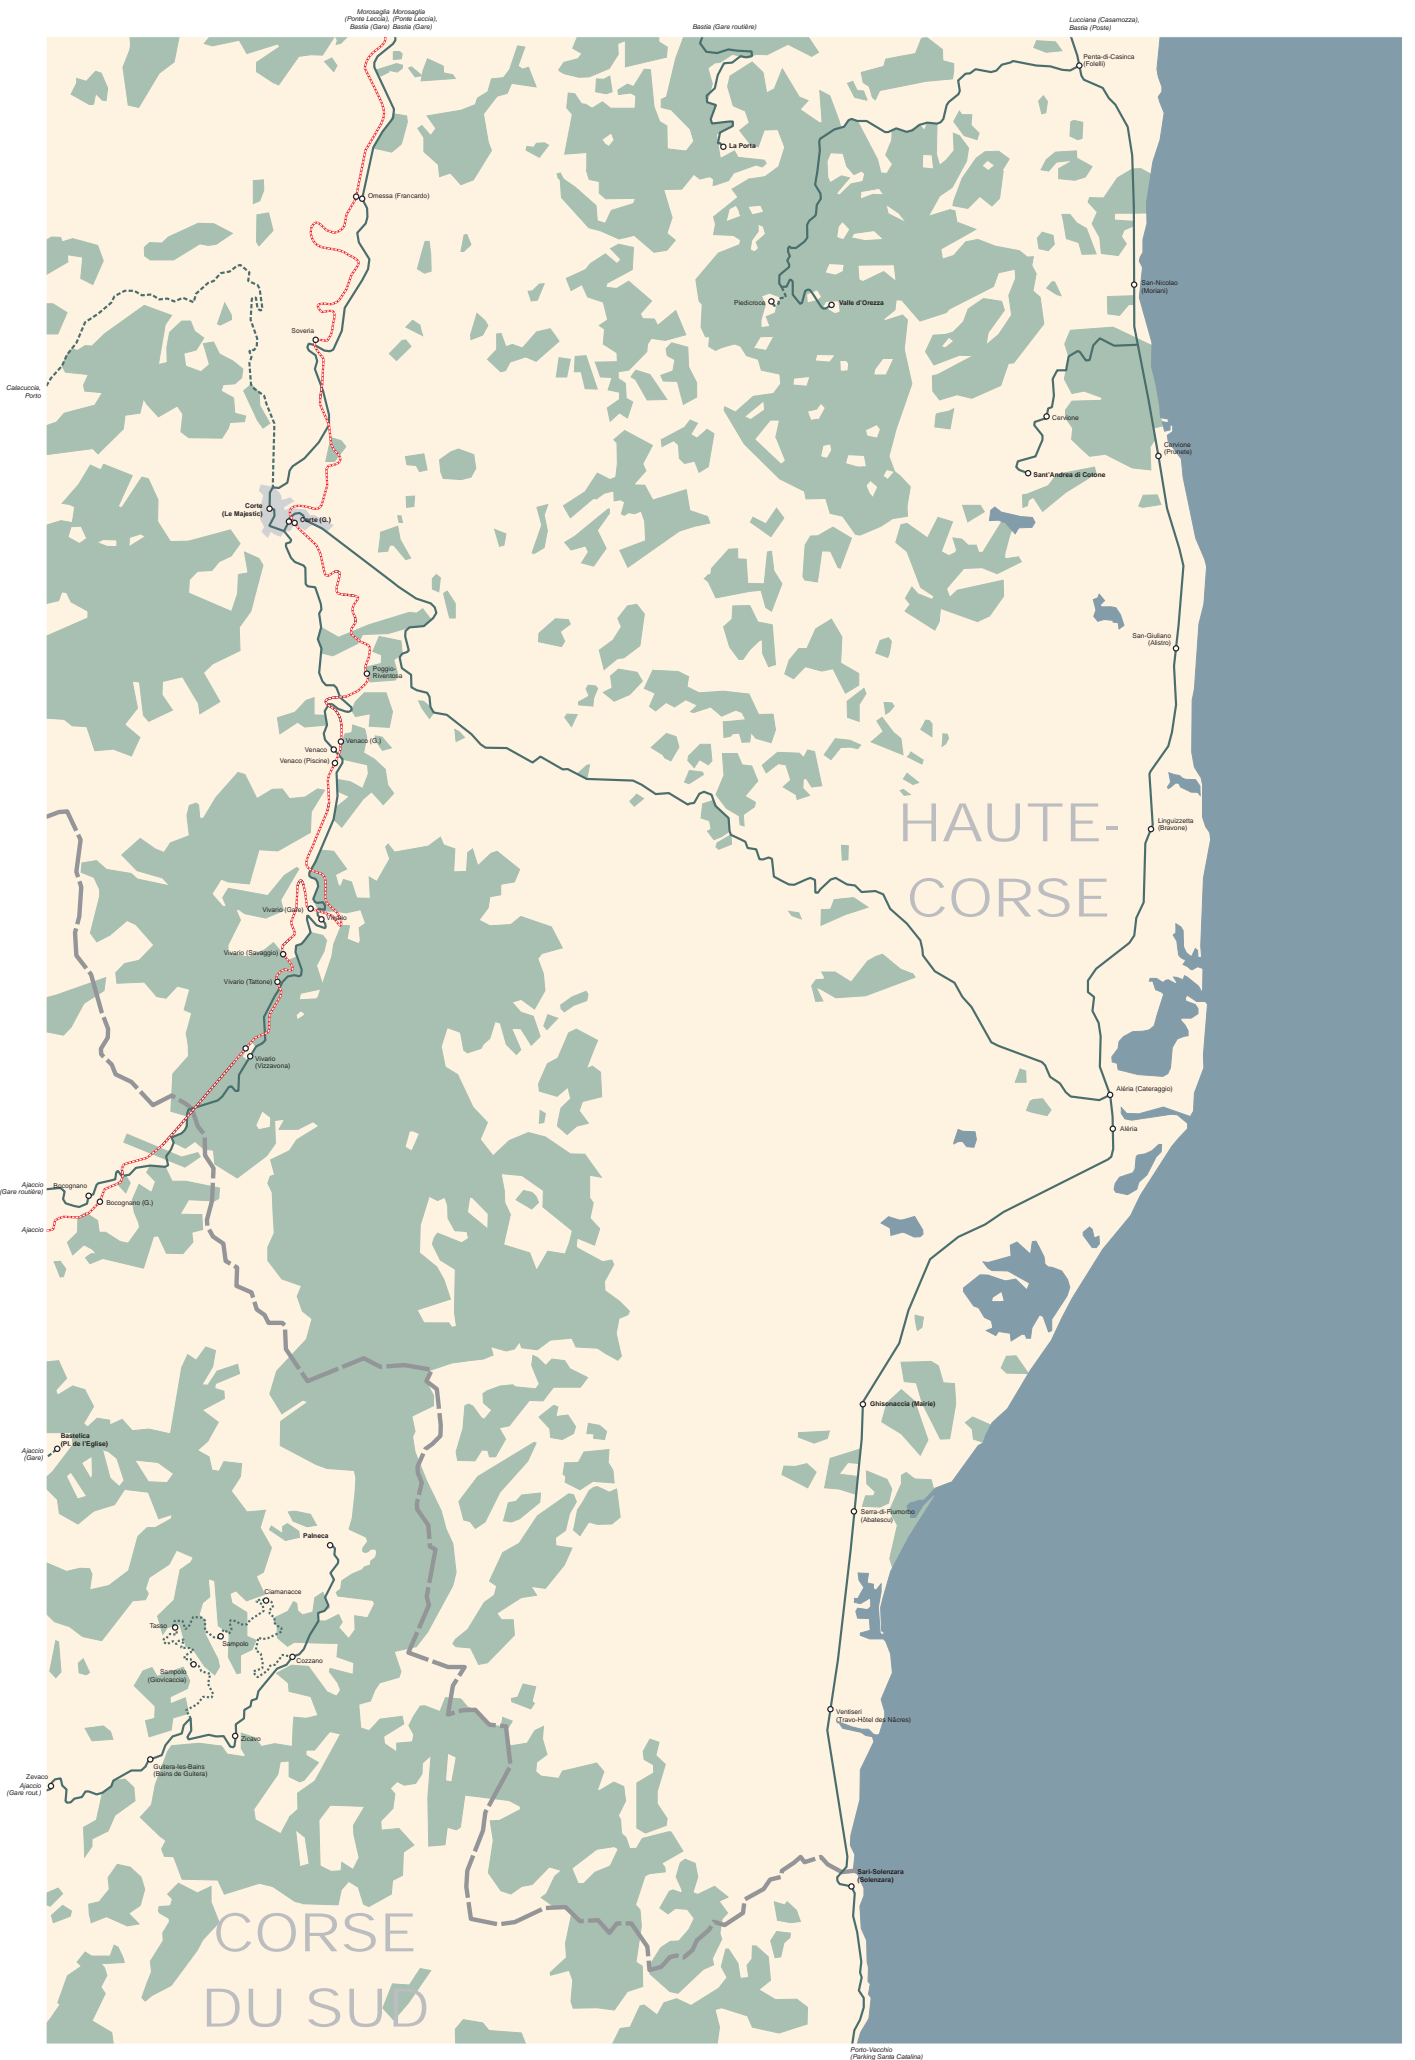 Morosaglia
(Ponte Leccia),
Bastia (Gare)
Morosaglia
(Ponte Leccia),
Bastia (Gare)
Bastia (Gare routière)
Lucciana (Casamozza),
Bastia (Poste)
Penta-di-Casinca
(Folelli)
La Porta
Omessa (Francardo)
San-Nicolao
(Moriani)
Piedicroce
Valle d'Orezza
Soveria
Calacuccia,
Porto
Cervione
Cervione
(Prunete)
Sant'Andrea di Cotone
Corte
(Le Majestic)
Corte (G.)
San-Giuliano
(Alistro)
Poggio-
Riventosa
Venaco (G.)
Venaco
Venaco (Piscine)
HAUTE-
CORSE
Linguizzetta
(Bravone)
Vivario (Gare)
Vivario
Vivario (Savaggio)
Vivario (Tattone)
Vivario
(Vizzavona)
Aléria (Cateraggio)
Aléria
Ajaccio
(Gare routière)
Bocognano
Bocognano (G.)
Ajaccio
Ghisonaccia (Mairie)
Bastelica
(Pl. de l'Eglise)
Ajaccio
(Gare)
Serra-di-Fiumorbo
(Abatescu)
Palneca
Ciamanacce
Tasso
Sampolo
Cozzano
Sampolo
(Giovicaccia)
Ventiseri
(Travo-Hôtel des Nâcres)
Zicavo
Guitera-les-Bains
(Bains de Guitera)
Zevaco
Ajaccio
(Gare rout.)
Sari-Solenzara
(Solenzara)
CORSE
DU SUD
Porto-Vecchio
(Parking Santa Catalina)